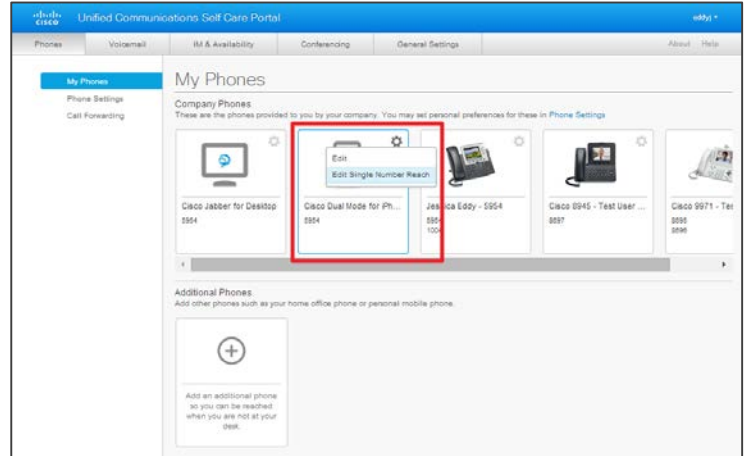 cisco Unified Communications Self Care Portal eddyj
Phones Voicemail IM & Availability Conferencing General Settings About Help
My Phones
Phone Settings
Call Forwarding
My Phones
Company Phones
These are the phones provided to you by your company. You may set personal preferences for these in Phone Settings
Edit
Edit Single Number Reach
Cisco Jabber for Desktop
5954
Cisco Dual Mode for iPh...
5954
Jessica Eddy - 5954
5954
1004
Cisco 8945 - Test User ...
8897
Cisco 9971 - Tes
8895
8896
Additional Phones
Add other phones such as your home office phone or personal mobile phone.
Add an additional phone
so you can be reached
when you are not at your
desk.